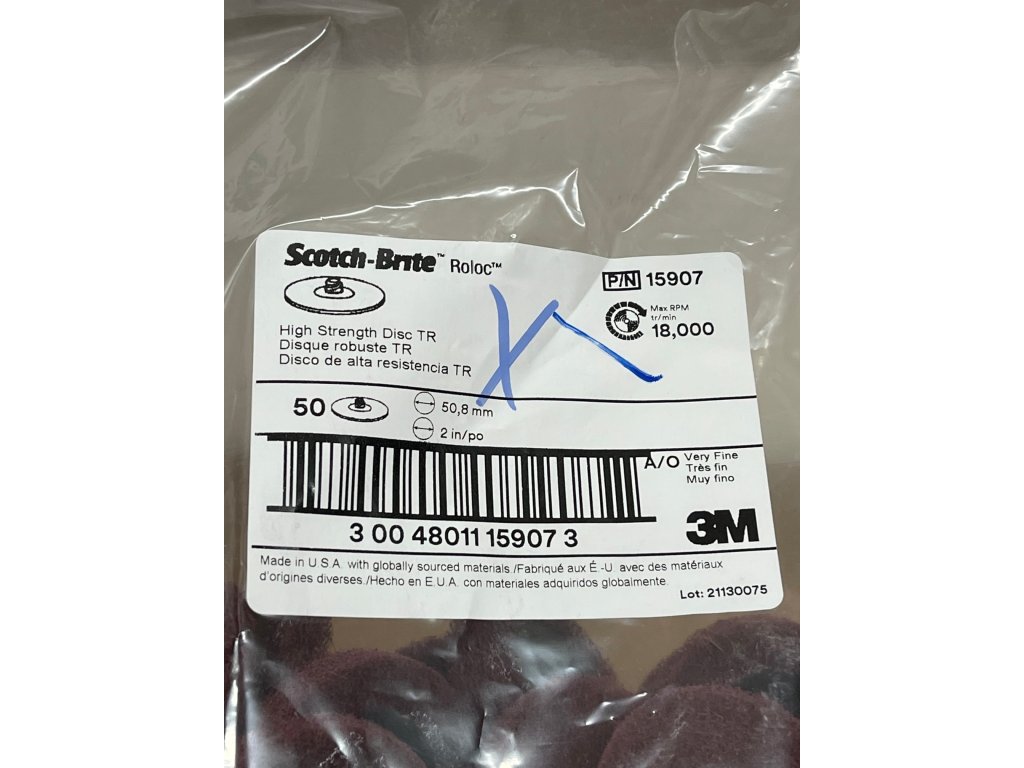 Scotch-Brite™ Roloc™
P/N 15907
Max RPM
tr/min
18,000
High Strength Disc TR
Disque robuste TR
Disco de alta resistencia TR
50
50,8 mm
2 in/po
A/O Very Fine
Très fin
Muy fino
3 00 48011 15907 3
3M
Made in U.S.A. with globally sourced materials./Fabriqué aux É.-U. avec des matériaux
d'origines diverses./Hecho en E.U.A. con materiales adquiridos globalmente.
Lot: 21130075